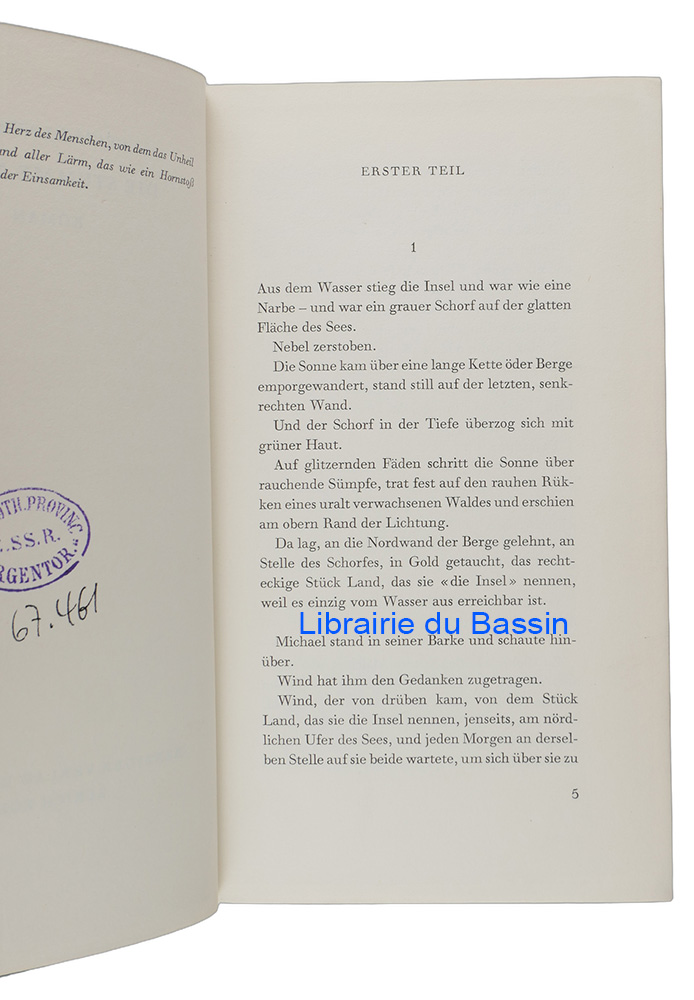 Herz des Menschen, von dem das Unheil
und aller Lärm, das wie ein Hornstoß
der Einsamkeit.
TH. PROVINC
SS. R.
RGENTOR.
67.461
ERSTER TEIL
1
Aus dem Wasser stieg die Insel und war wie eine
Narbe – und war ein grauer Schorf auf der glatten
Fläche des Sees.
Nebel zerstoben.
Die Sonne kam über eine lange Kette öder Berge
emporgewandert, stand still auf der letzten, senk-
rechten Wand.
Und der Schorf in der Tiefe überzog sich mit
grüner Haut.
Auf glitzernden Fäden schritt die Sonne über
rauchende Sümpfe, trat fest auf den rauhen Rük-
ken eines uralt verwachsenen Waldes und erschien
am obern Rand der Lichtung.
Da lag, an die Nordwand der Berge gelehnt, an
Stelle des Schorfes, in Gold getaucht, das recht-
eckige Stück Land, das sie «die Insel» nennen,
weil es einzig vom Wasser aus erreichbar ist.
Librairie du Bassin
Michael stand in seiner Barke und schaute hin-
über.
Wind hat ihm den Gedanken zugetragen.
Wind, der von drüben kam, von dem Stück
Land, das sie die Insel nennen, jenseits, am nörd-
lichen Ufer des Sees, und jeden Morgen an dersel-
ben Stelle auf sie beide wartete, um sich über sie zu
5